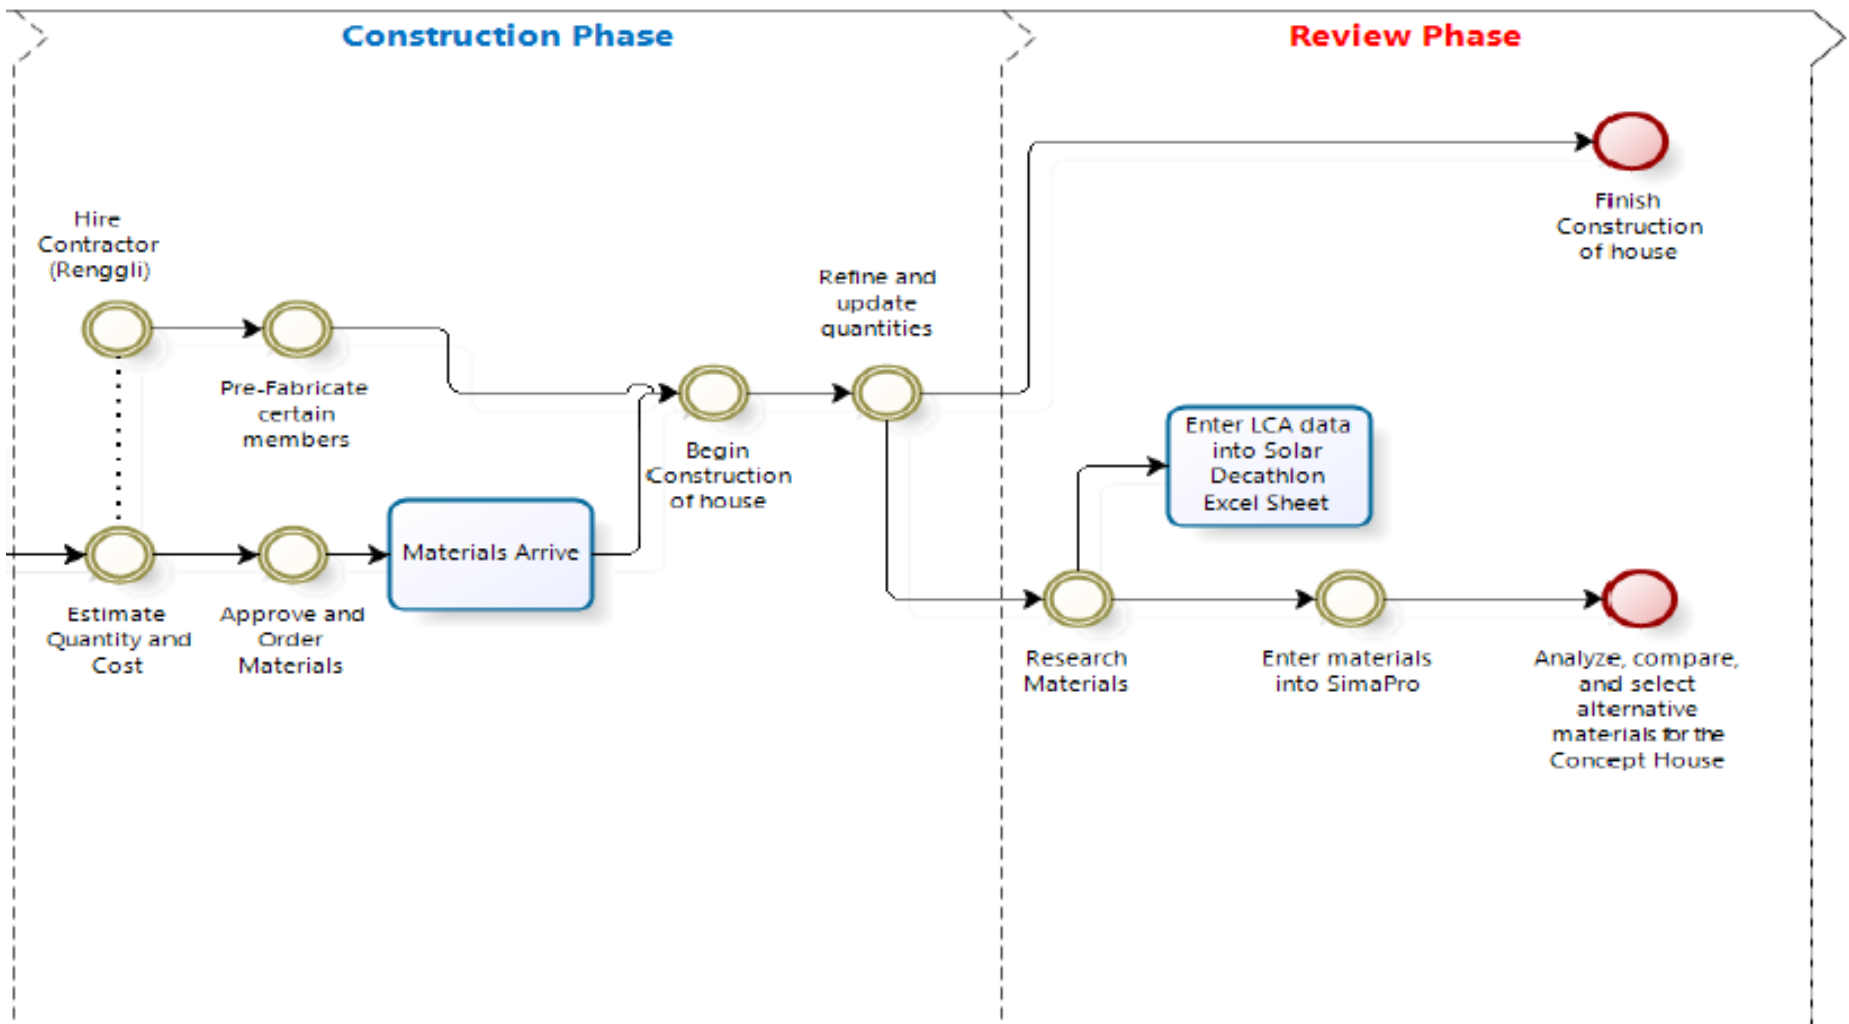 Construction Phase
Review Phase
Finish
Construction
of house
Hire
Contractor
(Renggli)
Refine and
update
quantities
Pre-Fabricate
certain
members
Begin
Construction
of house
Enter LCA data
into Solar
Decathlon
Excel Sheet
Materials Arrive
Estimate
Quantity and
Cost
Approve and
Order
Materials
Research
Materials
Enter materials
into SimaPro
Analyze, compare,
and select
alternative
materials for the
Concept House